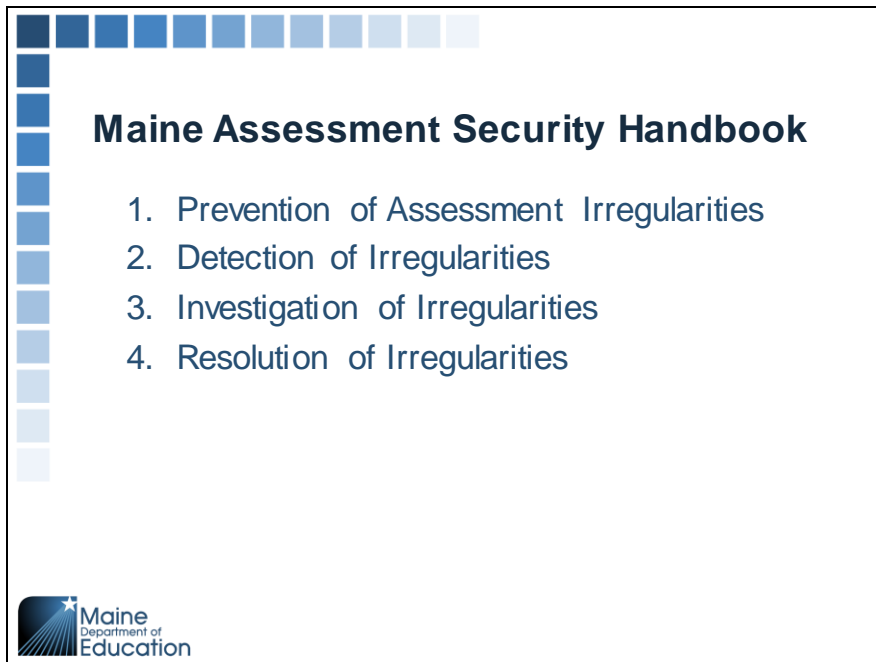 Maine Assessment Security Handbook
1. Prevention of Assessment Irregularities
2. Detection of Irregularities
3. Investigation of Irregularities
4. Resolution of Irregularities
Maine
Department of
Education